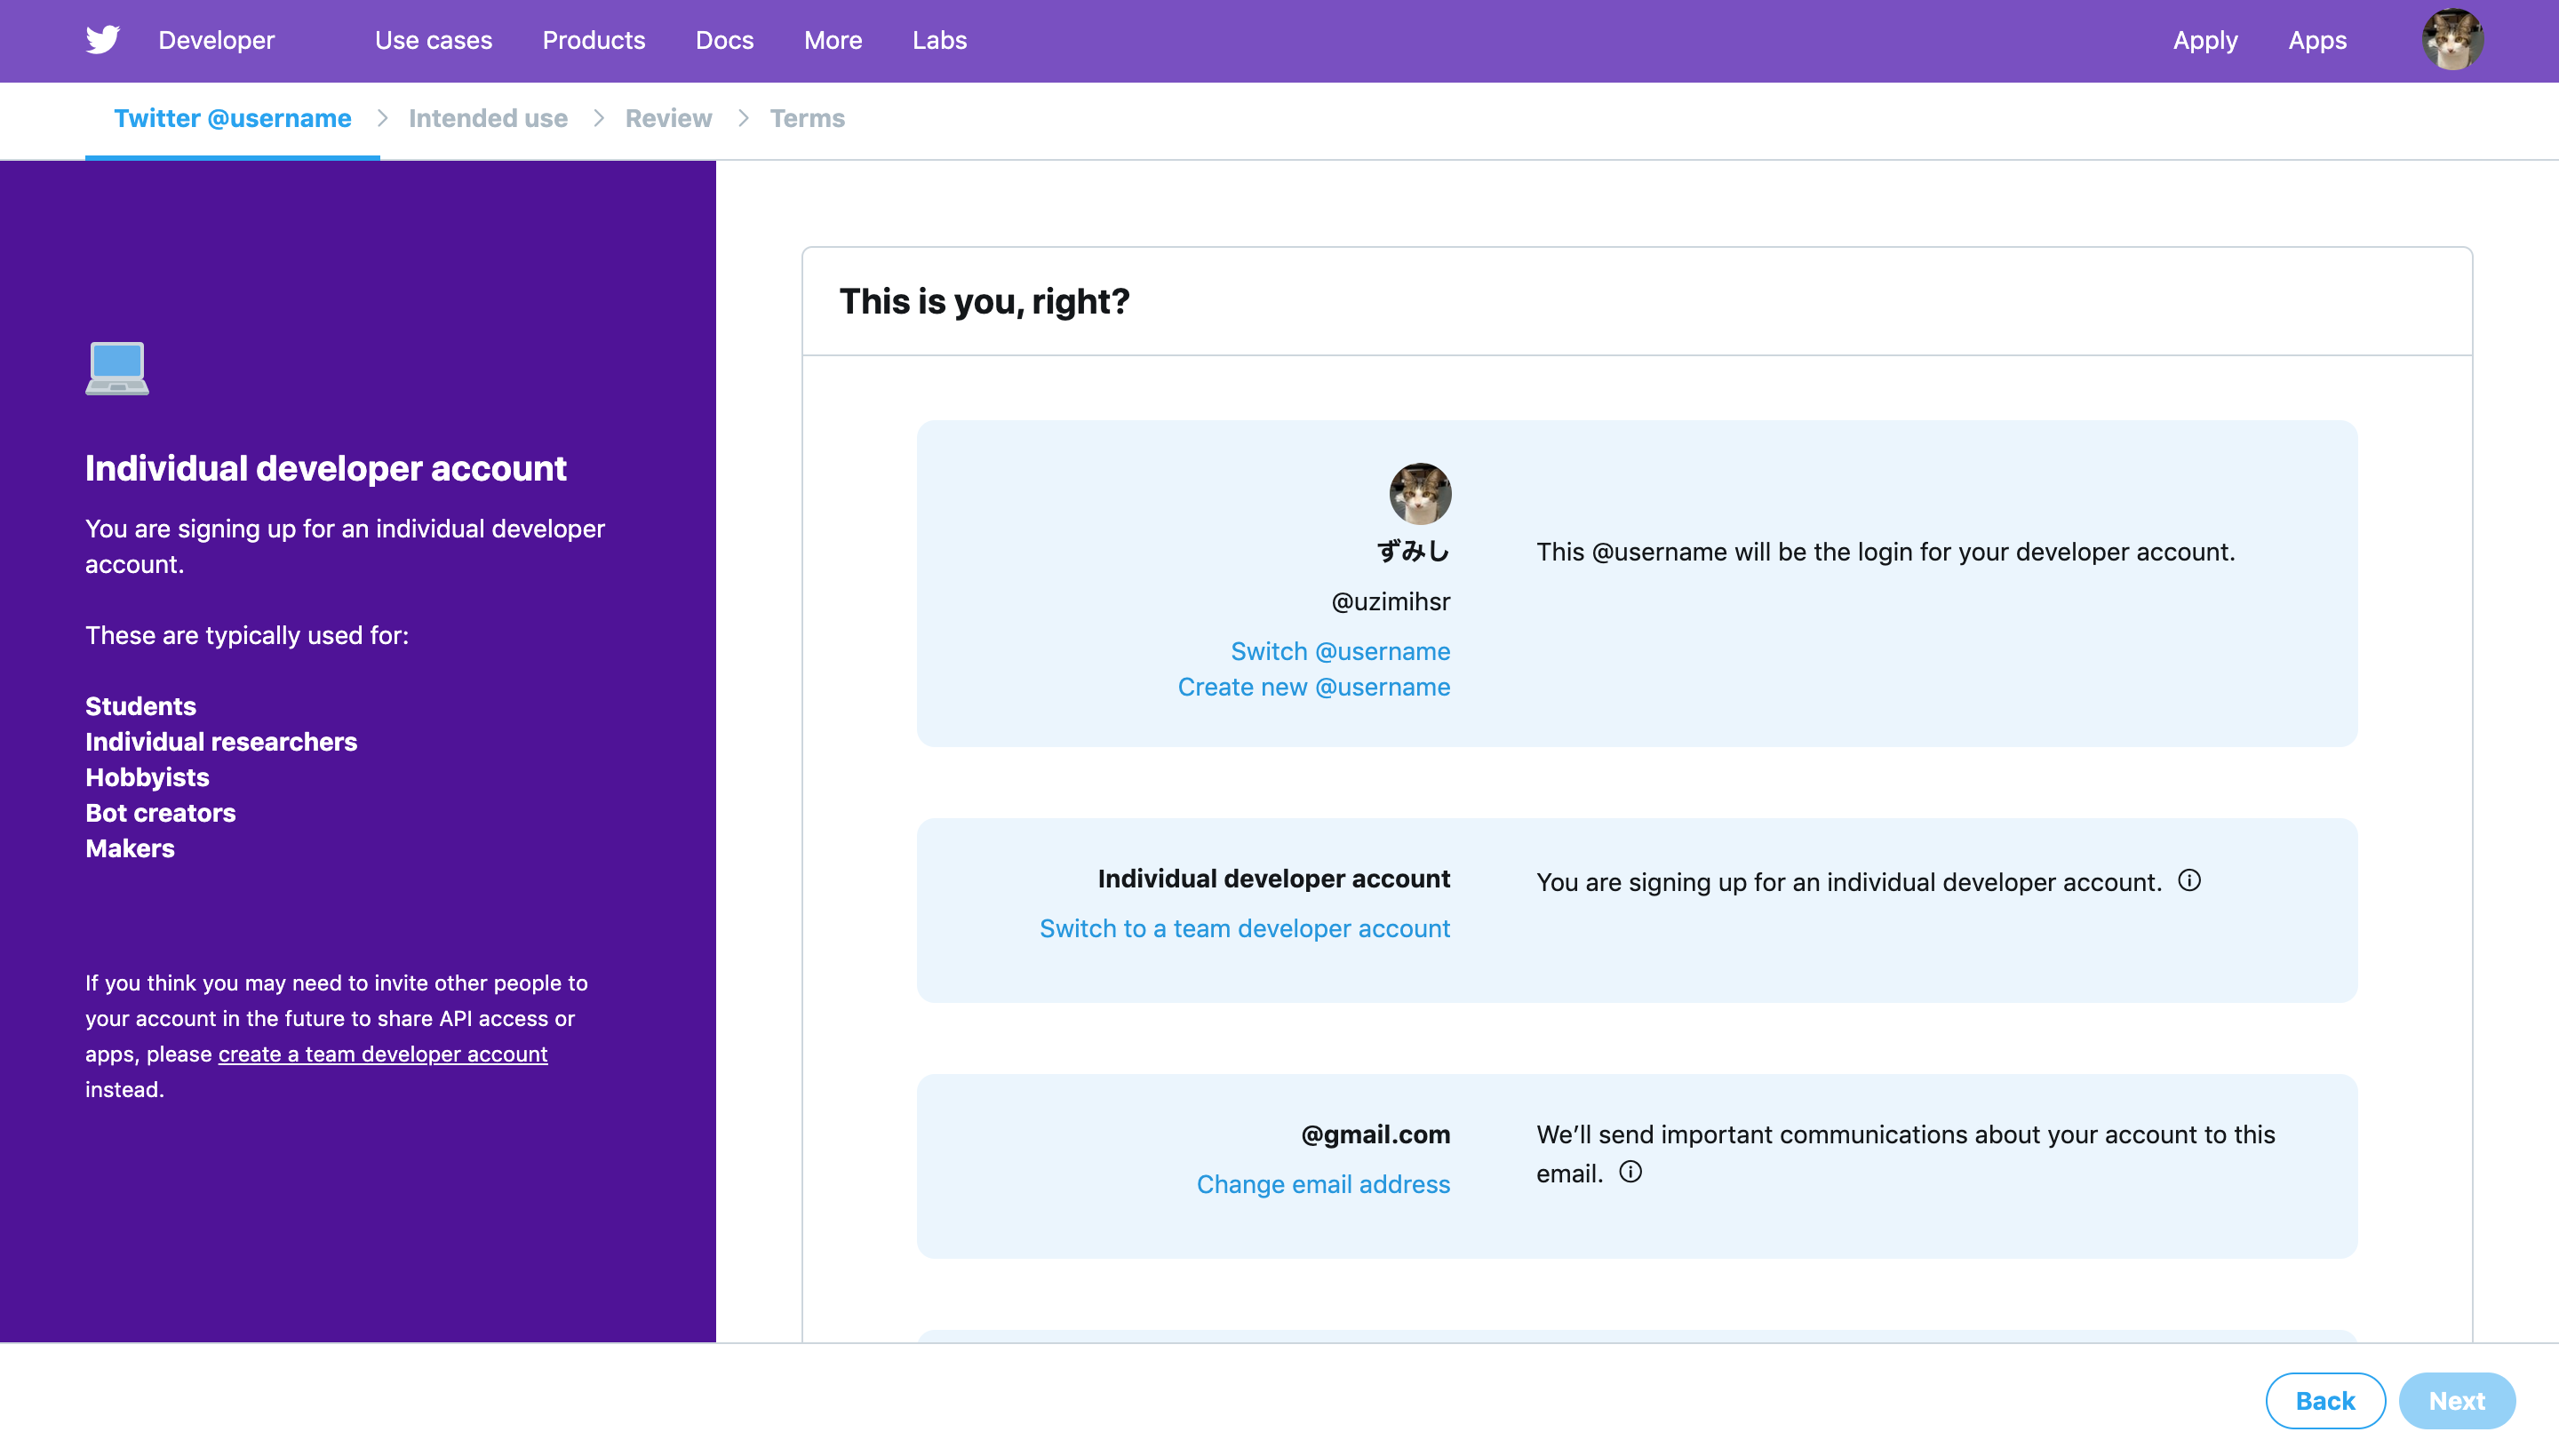 Developer
Use cases
Products
Docs
More
Labs
Apply
Apps
Twitter @username
Intended use
Review
Terms
Individual developer account
You are signing up for an individual developer
account.
These are typically used for:
Students
Individual researchers
Hobbyists
Bot creators
Makers
If you think you may need to invite other people to
your account in the future to share API access or
apps, please create a team developer account
instead.
This is you, right?
ずみし
@uzimihsr
Switch @username
Create new @username
This @username will be the login for your developer account.
Individual developer account
Switch to a team developer account
You are signing up for an individual developer account.
@gmail.com
Change email address
We’ll send important communications about your account to this
email.
Back
Next